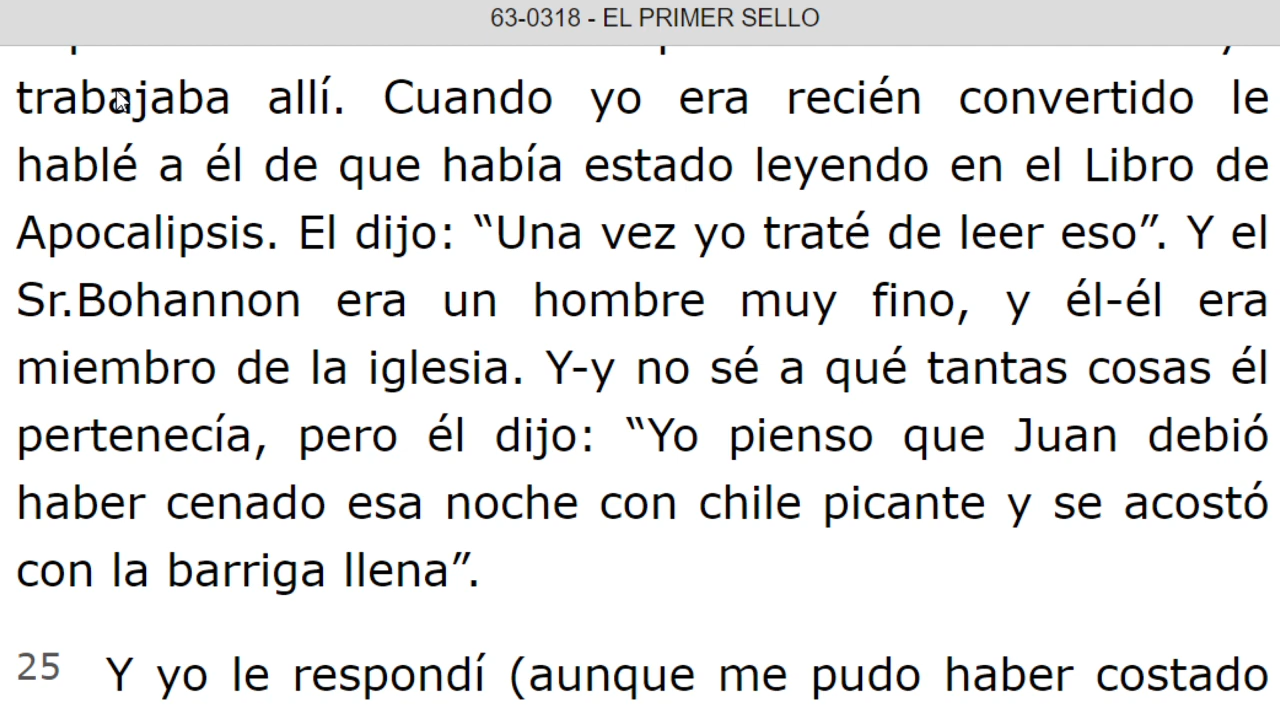 63-0318 - EL PRIMER SELLO
trabajaba allí. Cuando yo era recién convertido le
hablé a él de que había estado leyendo en el Libro de
Apocalipsis. El dijo: “Una vez yo traté de leer eso”. Y el
Sr.Bohannon era un hombre muy fino, y él-él era
miembro de la iglesia. Y-y no sé a qué tantas cosas él
pertenecía, pero él dijo: “Yo pienso que Juan debió
haber cenado esa noche con chile picante y se acostó
con la barriga llena”.
25 Y yo le respondí (aunque me pudo haber costado